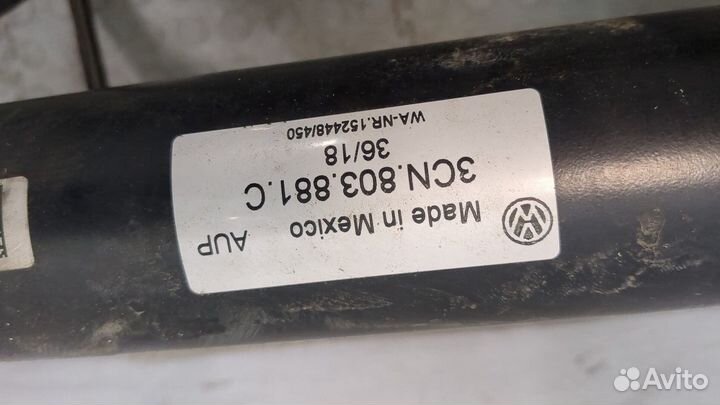 Made in Mexico AUP
3CN.803.881.C
36/18
WA-NR.152448/450
Avito